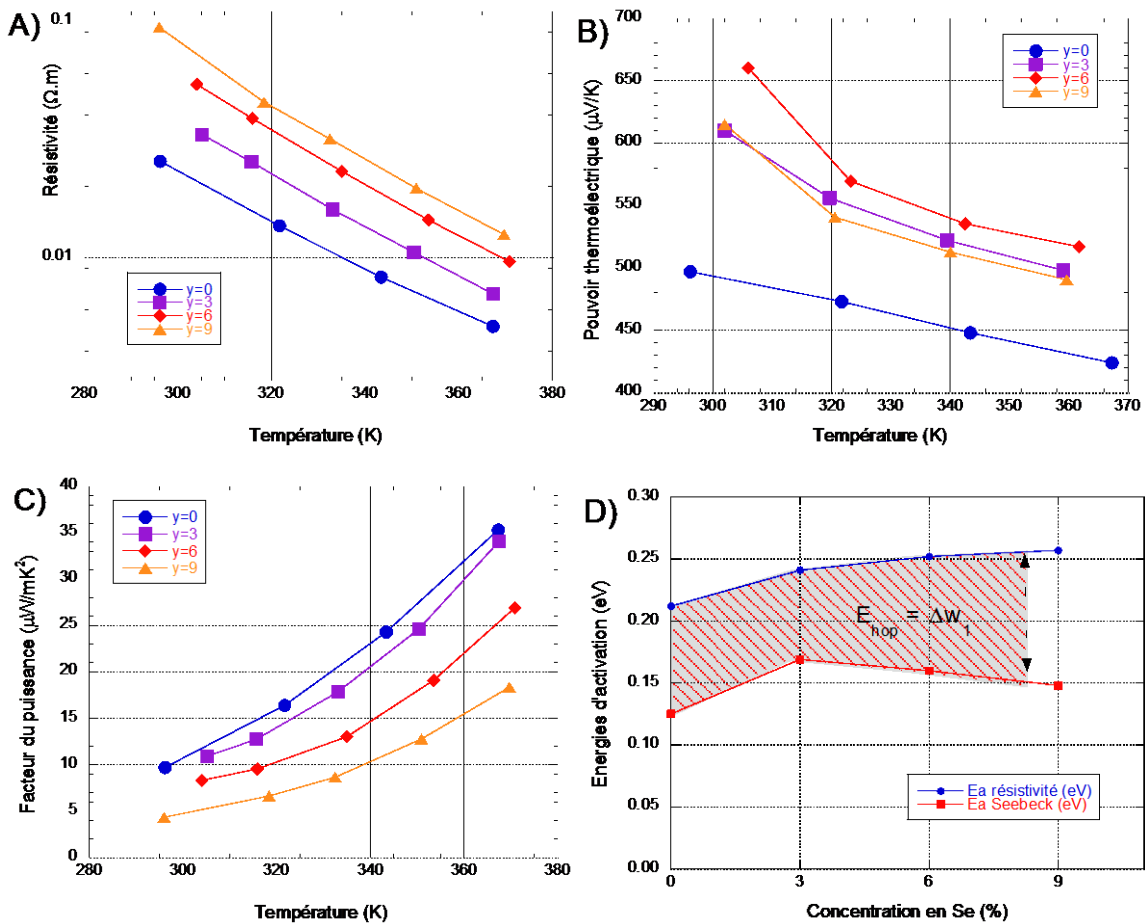 A)
0.1
0.01
Résistivité (Ω.m)
y=0
y=3
y=6
y=9
280 300 320 340 360 380
Température (K)
B)
700
650
600
550
500
450
400
Pouvoir thermoélectrique (µV/K)
y=0
y=3
y=6
y=9
290 300 310 320 330 340 350 360 370
Température (K)
C)
40
35
30
25
20
15
10
5
0
Facteur du puissance (µW/mK²)
y=0
y=3
y=6
y=9
280 300 320 340 360 380
Température (K)
D)
0.30
0.25
0.20
0.15
0.10
0.05
0.00
Energies d'activation (eV)
E_hop = Δw_1
Ea résistivité (eV)
Ea Seebeck (eV)
0 3 6 9
Concentration en Se (%)